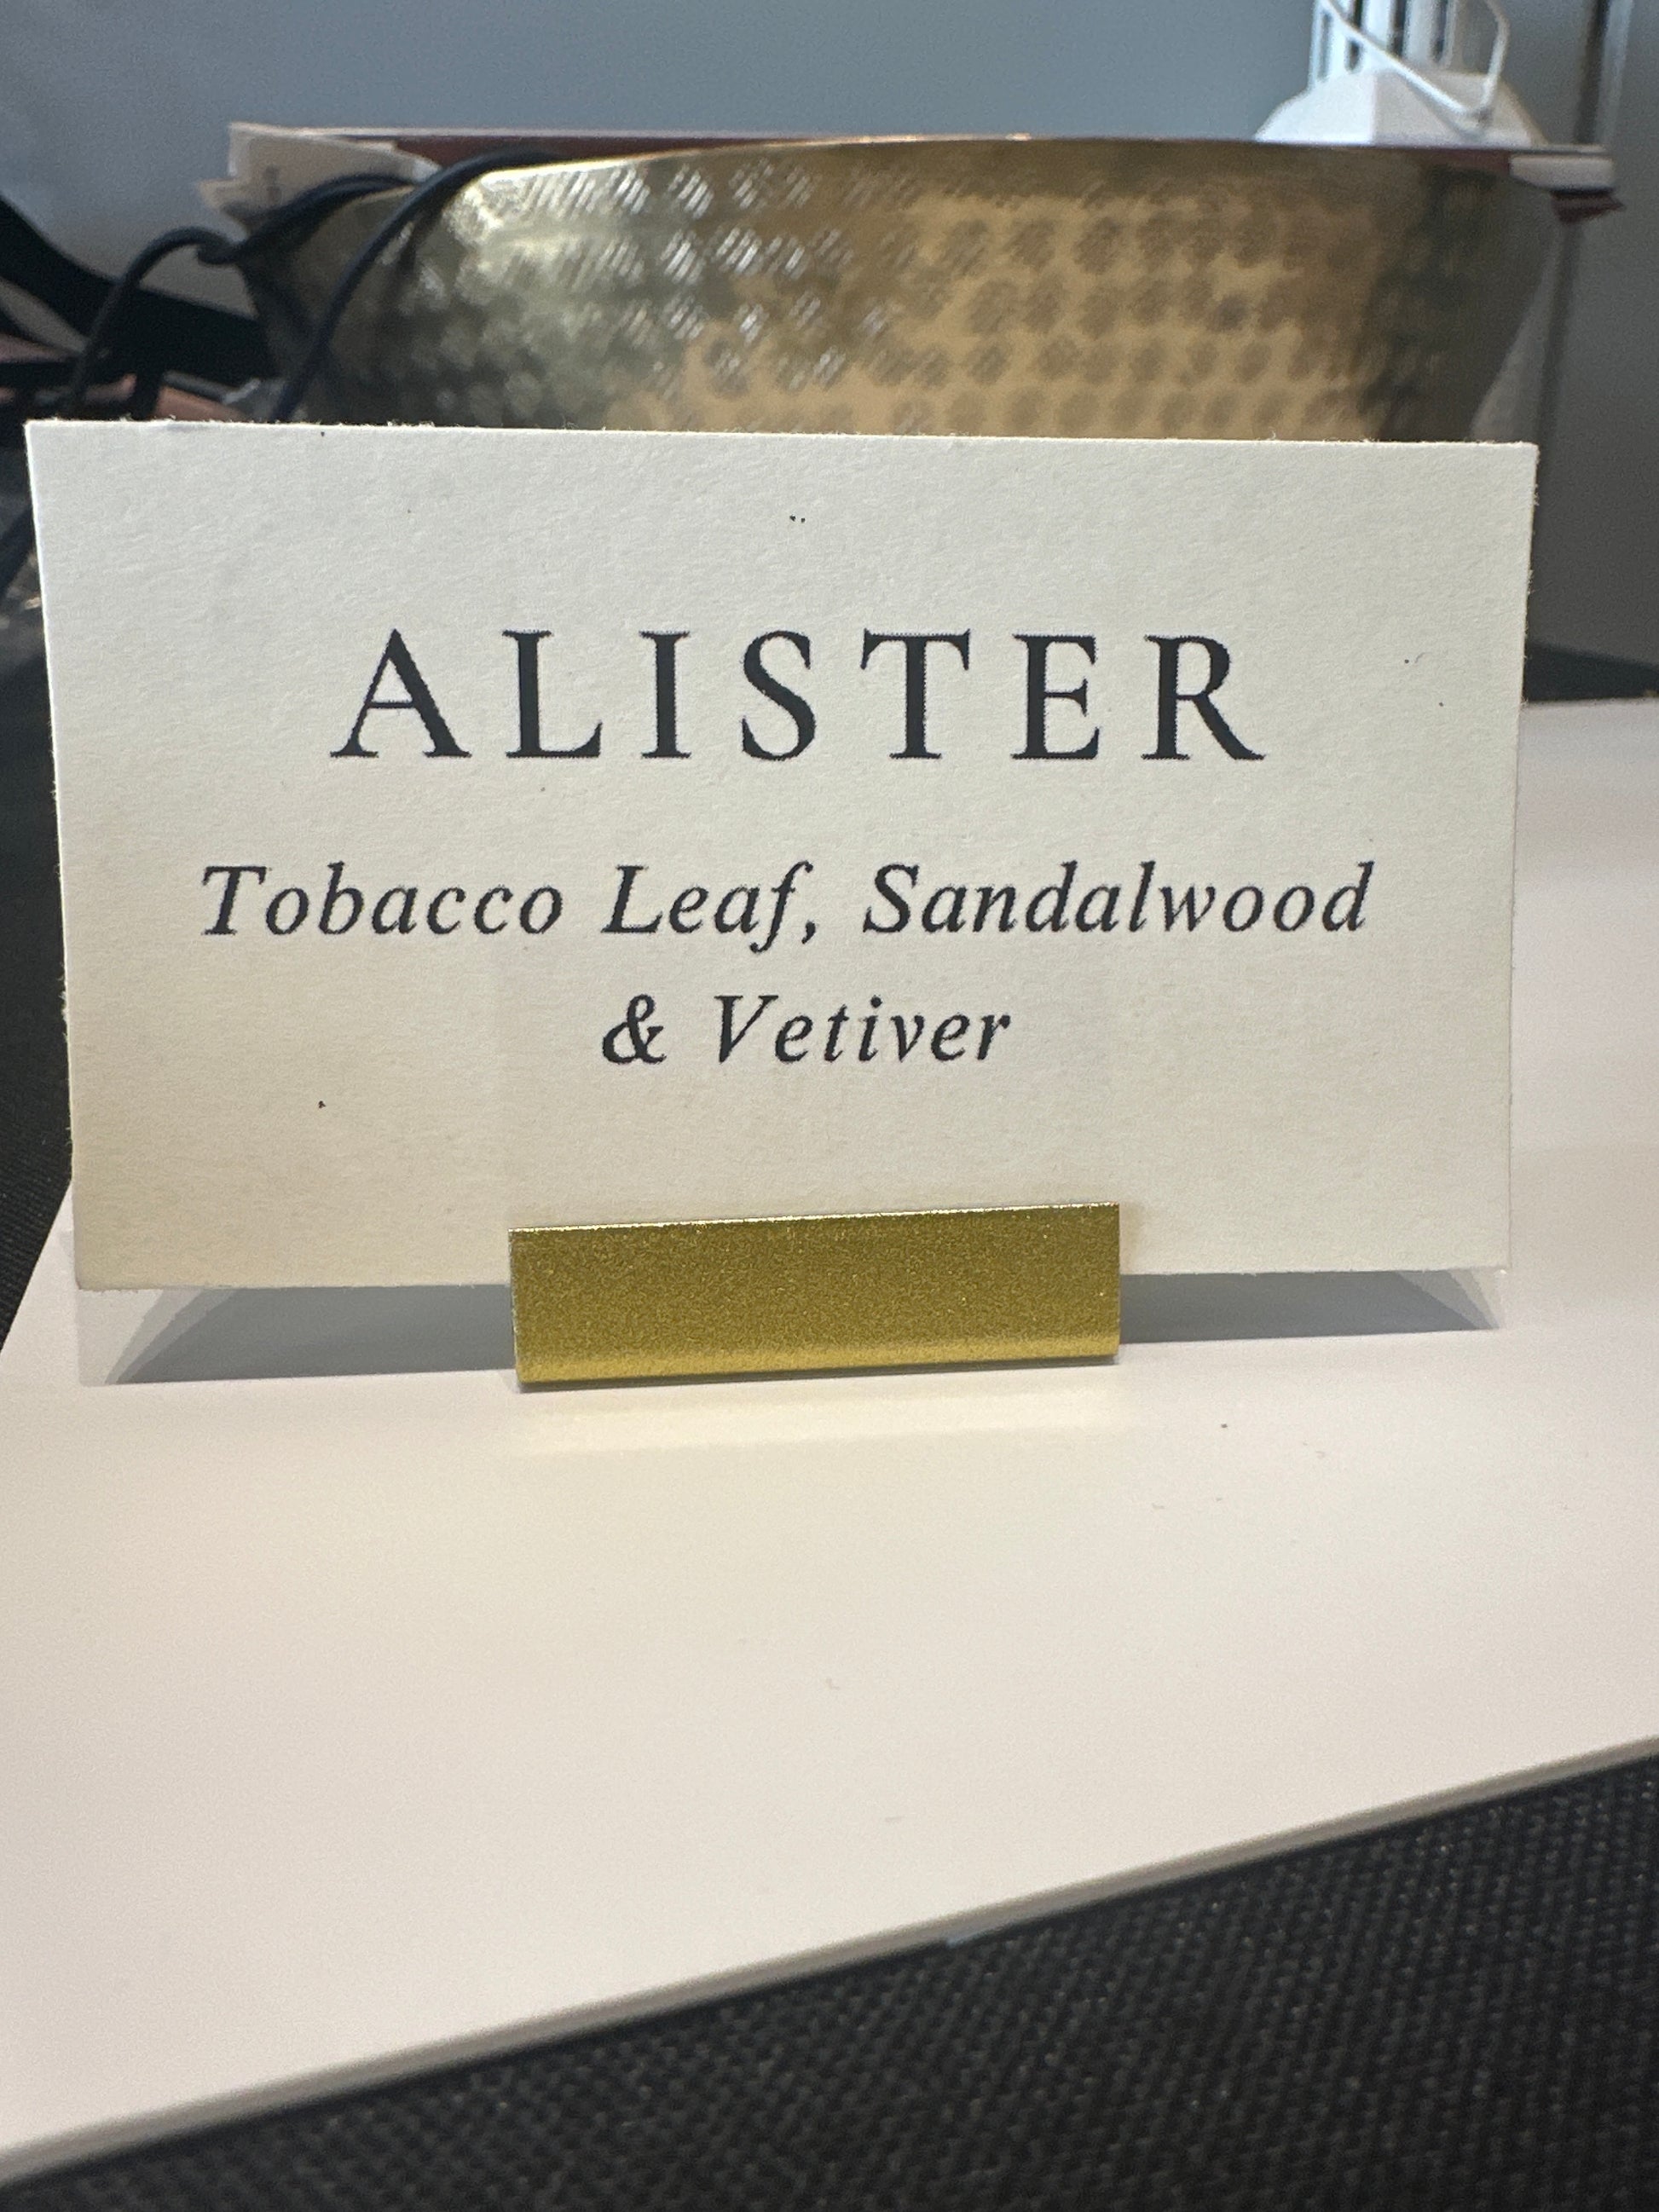 ALISTER
Tobacco Leaf, Sandalwood
& Vetiver